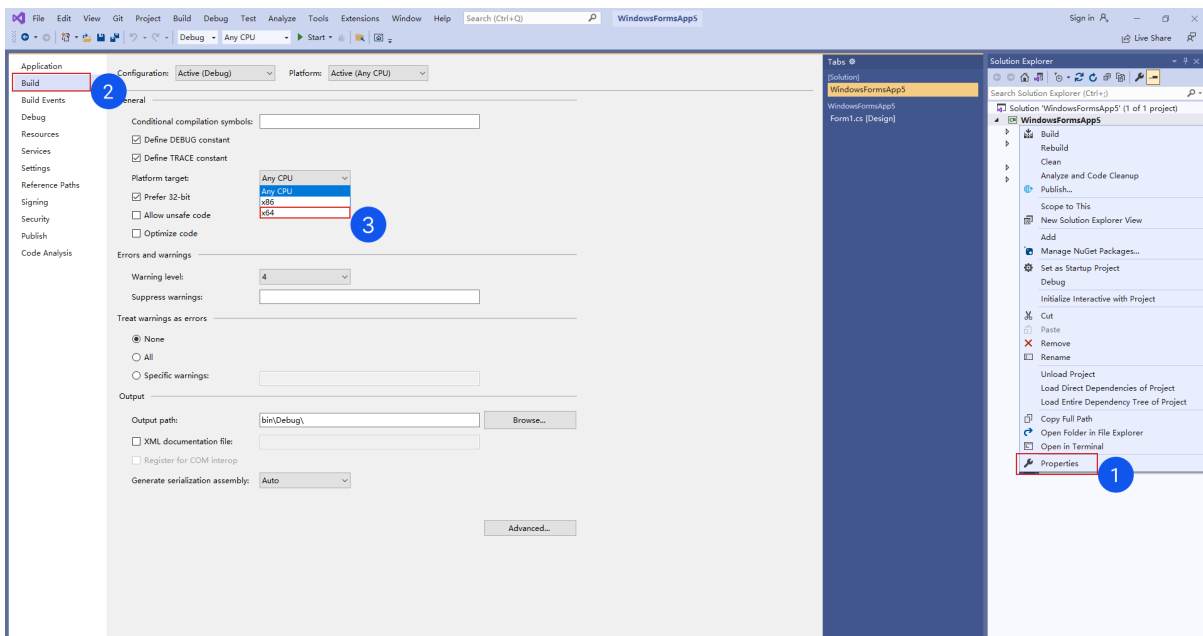 File Edit View Git Project Build Debug Test Analyze Tools Extensions Window Help Search (Ctrl+Q) WindowsFormsApp5 Sign in
Debug Any CPU Start Live Share
Application
Build
Build Events
Debug
Resources
Services
Settings
Reference Paths
Signing
Security
Publish
Code Analysis
2
Configuration: Active (Debug) Platform: Active (Any CPU)
General
Conditional compilation symbols:
Define DEBUG constant
Define TRACE constant
Platform target: Any CPU
Any CPU
x86
x64
Prefer 32-bit
Allow unsafe code
3
Optimize code
Errors and warnings
Warning level: 4
Suppress warnings:
Treat warnings as errors
None
All
Specific warnings:
Output
Output path: bin\Debug\ Browse...
XML documentation file:
Register for COM interop
Generate serialization assembly: Auto
Advanced...
Tabs
[Solution]
WindowsFormsApp5
WindowsFormsApp5
Form1.cs [Design]
Solution Explorer
Search Solution Explorer (Ctrl+;)
Solution 'WindowsFormsApp5' (1 of 1 project)
C# WindowsFormsApp5
Build
Rebuild
Clean
Analyze and Code Cleanup
Publish...
Scope to This
New Solution Explorer View
Add
Manage NuGet Packages...
Set as Startup Project
Debug
Initialize Interactive with Project
Cut
Paste
Remove
Rename
Unload Project
Load Direct Dependencies of Project
Load Entire Dependency Tree of Project
Copy Full Path
Open Folder in File Explorer
Open in Terminal
Properties
1